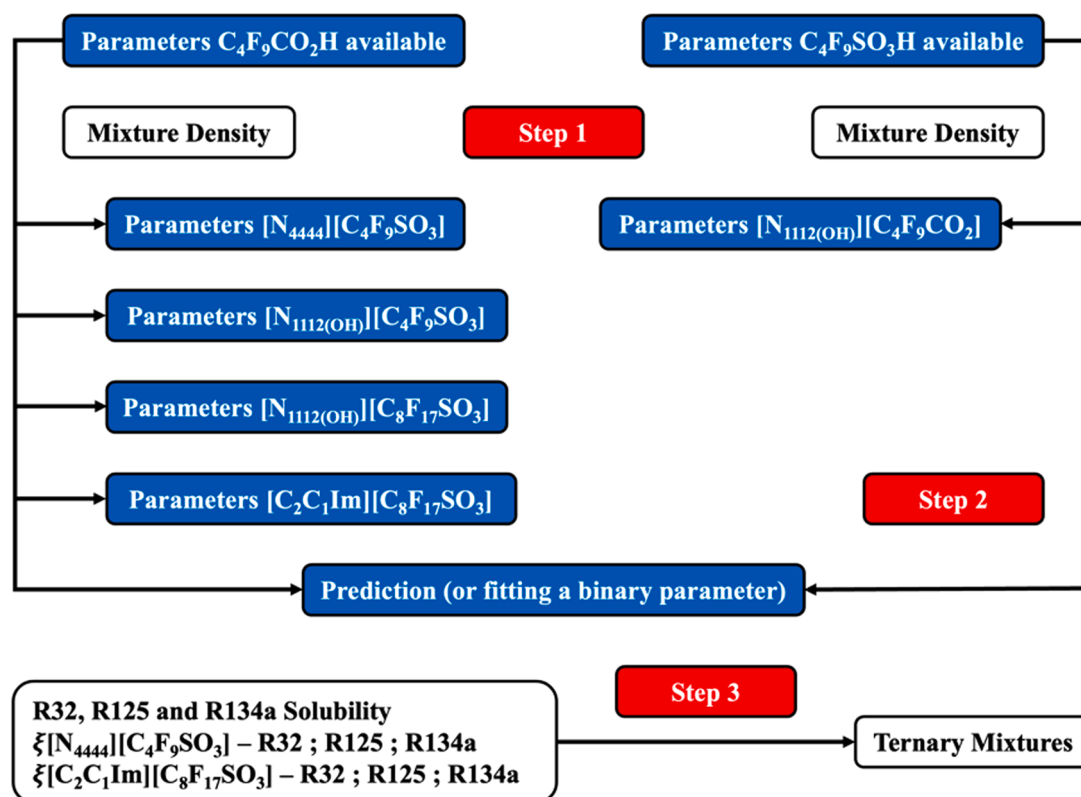 Parameters C₄F₉CO₂H available
Parameters C₄F₉SO₃H available
Mixture Density
Step 1
Mixture Density
Parameters [N₄₄₄₄][C₄F₉SO₃]
Parameters [N₁₁₁₂₍OH₎][C₄F₉CO₂]
Parameters [N₁₁₁₂₍OH₎][C₄F₉SO₃]
Parameters [N₁₁₁₂₍OH₎][C₈F₁₇SO₃]
Parameters [C₂C₁Im][C₈F₁₇SO₃]
Step 2
Prediction (or fitting a binary parameter)
Step 3
R32, R125 and R134a Solubility
ξ[N₄₄₄₄][C₄F₉SO₃] – R32 ; R125 ; R134a
ξ[C₂C₁Im][C₈F₁₇SO₃] – R32 ; R125 ; R134a
Ternary Mixtures